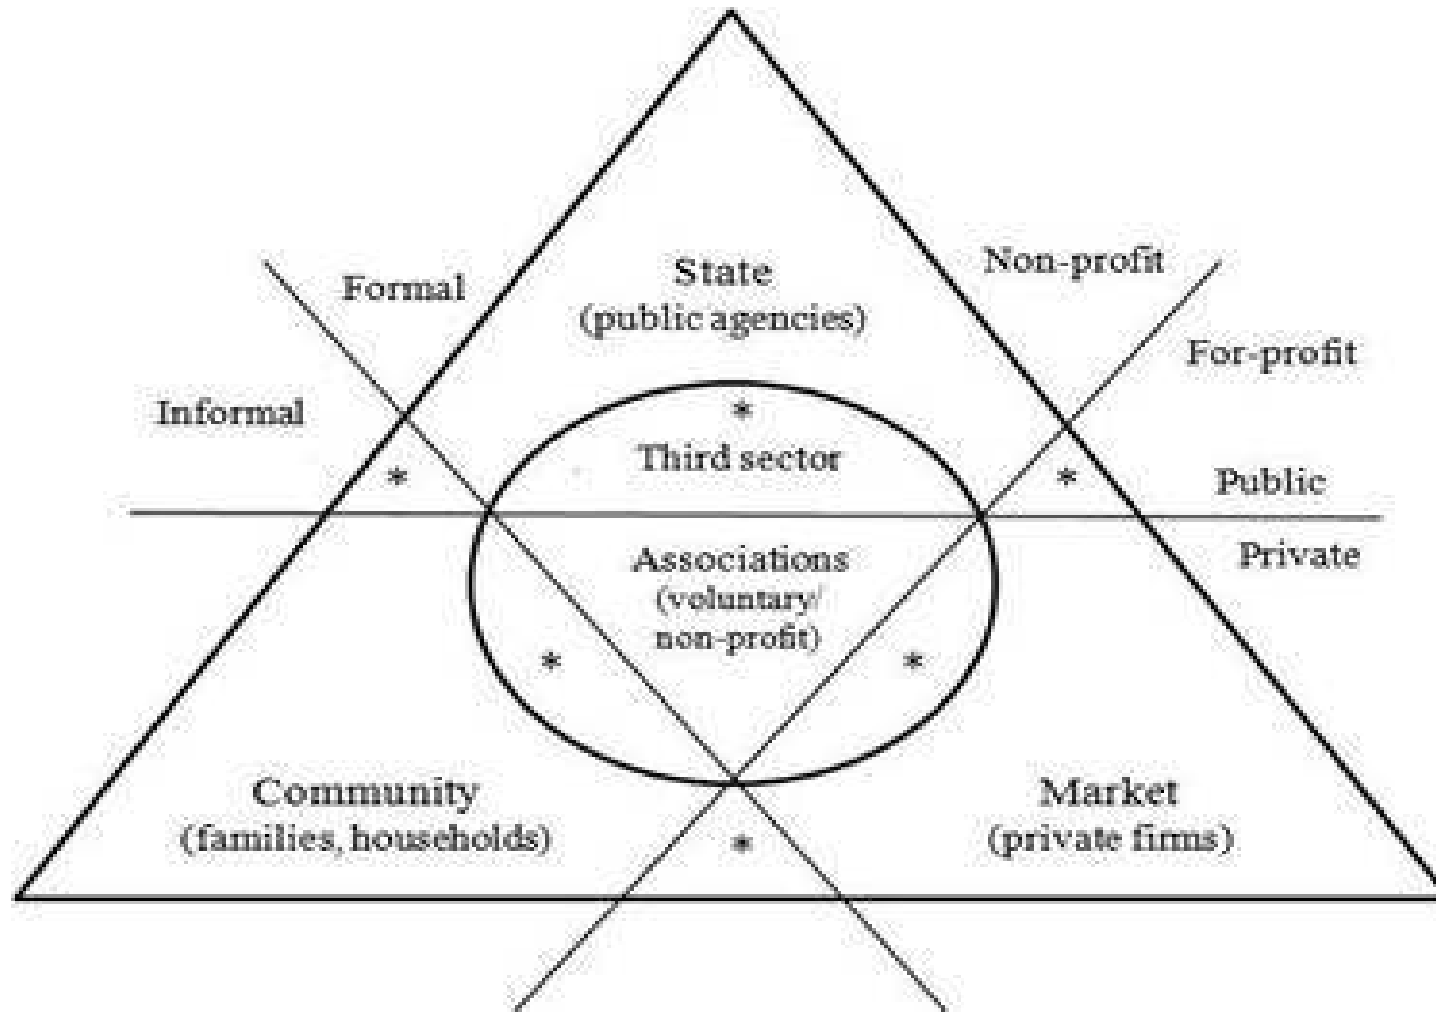 State
(public agencies)
Formal
Non-profit
Informal
For-profit
*
Third sector
*
*
Public
Private
Associations
(voluntary/
non-profit)
*
*
Community
(families, households)
Market
(private firms)
*